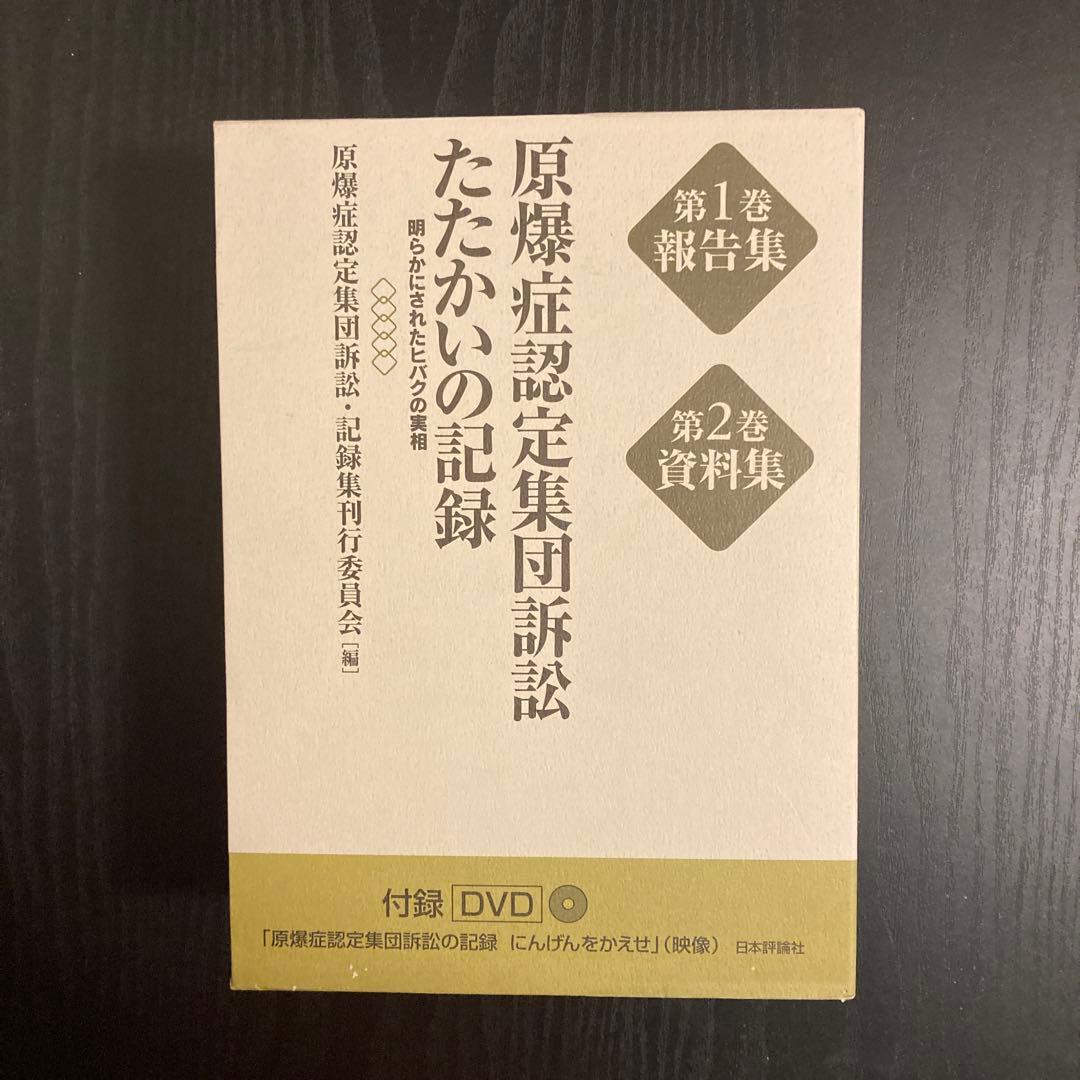 第1巻
報告集
第2巻
資料集
原爆症認定集団訴訟
たたかいの記録
明らかにされたヒバクの実相
原爆症認定集団訴訟・記録集刊行委員会[編]
付録 DVD
「原爆症認定集団訴訟の記録 にんげんをかえせ」(映像) 日本評論社